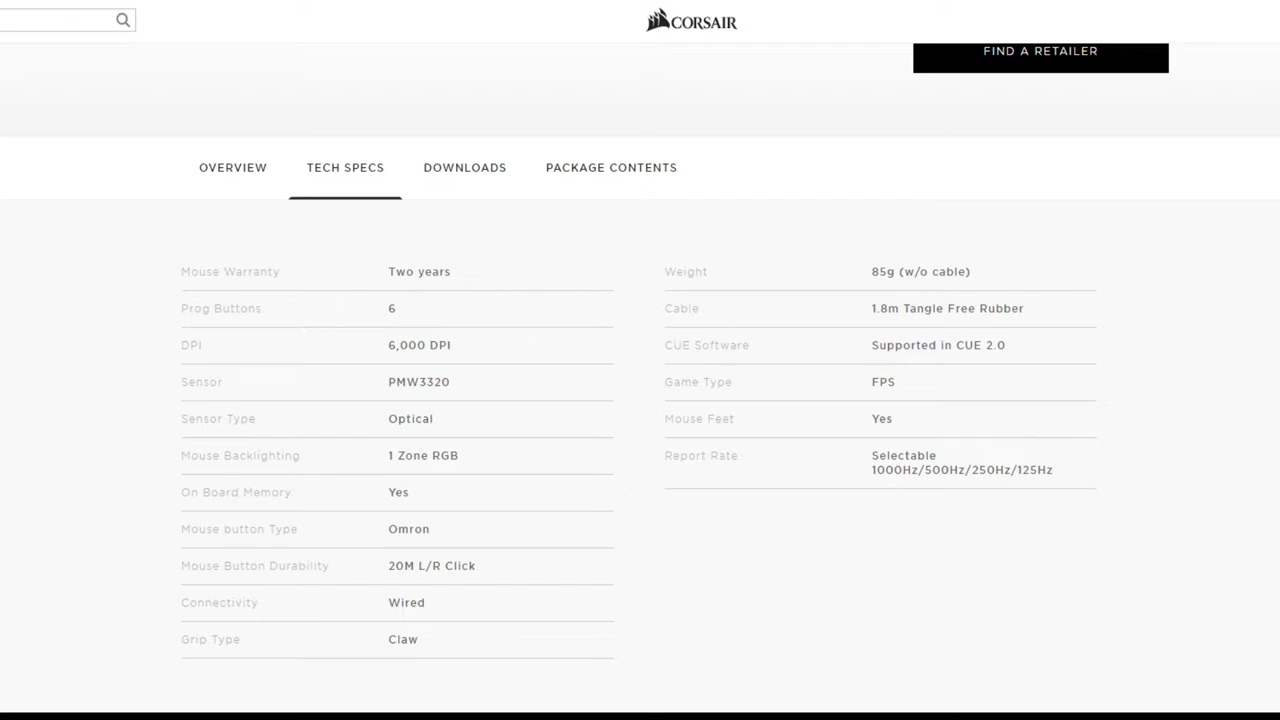 CORSAIR
FIND A RETAILER
OVERVIEW TECH SPECS DOWNLOADS PACKAGE CONTENTS
Mouse Warranty Two years
Prog Buttons 6
DPI 6,000 DPI
Sensor PMW3320
Sensor Type Optical
Mouse Backlighting 1 Zone RGB
On Board Memory Yes
Mouse button Type Omron
Mouse Button Durability 20M L/R Click
Connectivity Wired
Grip Type Claw
Weight 85g (w/o cable)
Cable 1.8m Tangle Free Rubber
CUE Software Supported in CUE 2.0
Game Type FPS
Mouse Feet Yes
Report Rate Selectable
1000Hz/500Hz/250Hz/125Hz